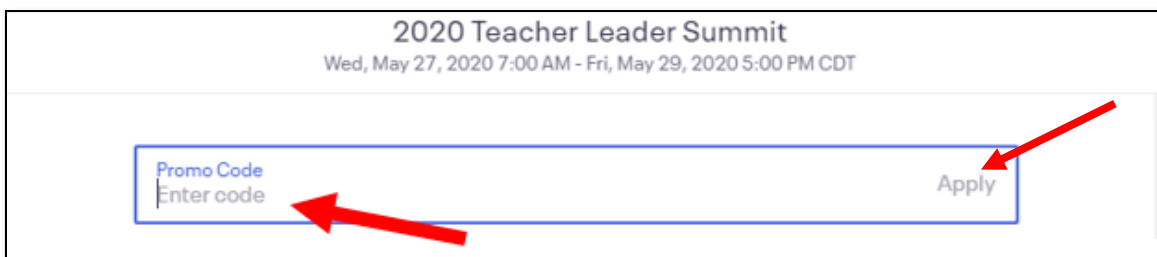 2020 Teacher Leader Summit
Wed, May 27, 2020 7:00 AM - Fri, May 29, 2020 5:00 PM CDT
Promo Code
Enter code
Apply